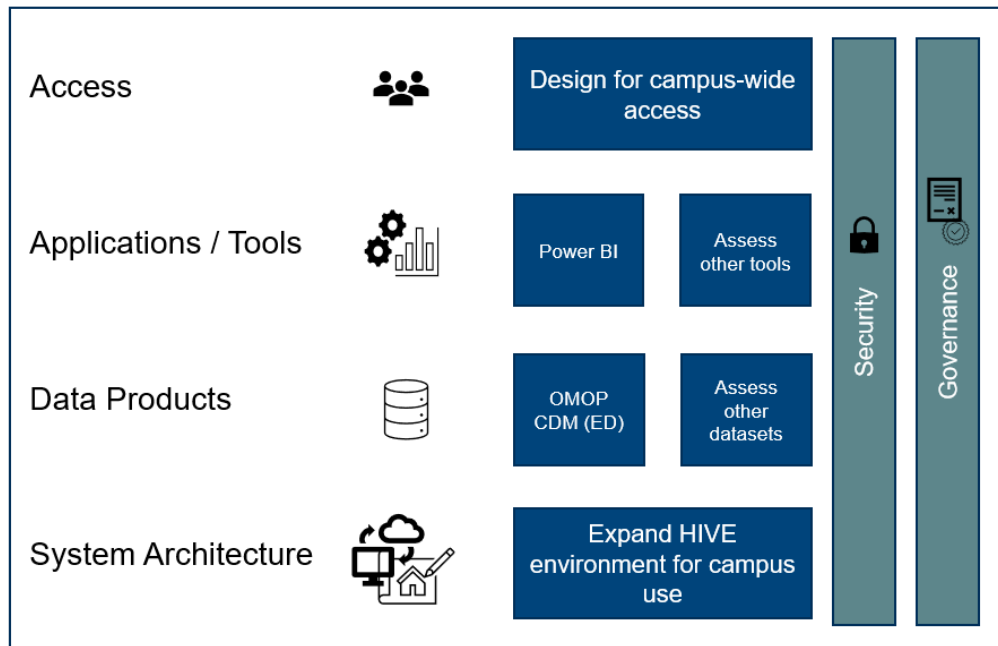 Access
Design for campus-wide
access
Applications / Tools
Power BI
Assess
other tools
Data Products
OMOP
CDM (ED)
Assess
other
datasets
System Architecture
Expand HIVE
environment for campus
use
Security
Governance